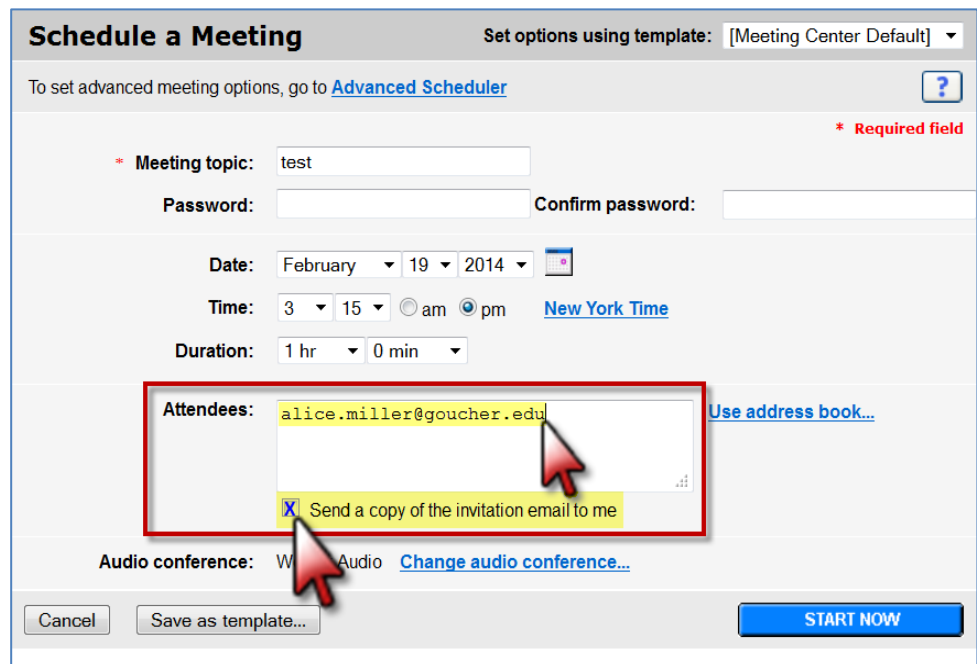 Schedule a Meeting Set options using template: [Meeting Center Default]
To set advanced meeting options, go to Advanced Scheduler ?
* Required field
* Meeting topic: test
Password: Confirm password:
Date: February 19 2014
Time: 3 15 am pm New York Time
Duration: 1 hr 0 min
Attendees: alice.miller@goucher.edu Use address book...
X Send a copy of the invitation email to me
Audio conference: Audio Change audio conference...
Cancel Save as template... START NOW